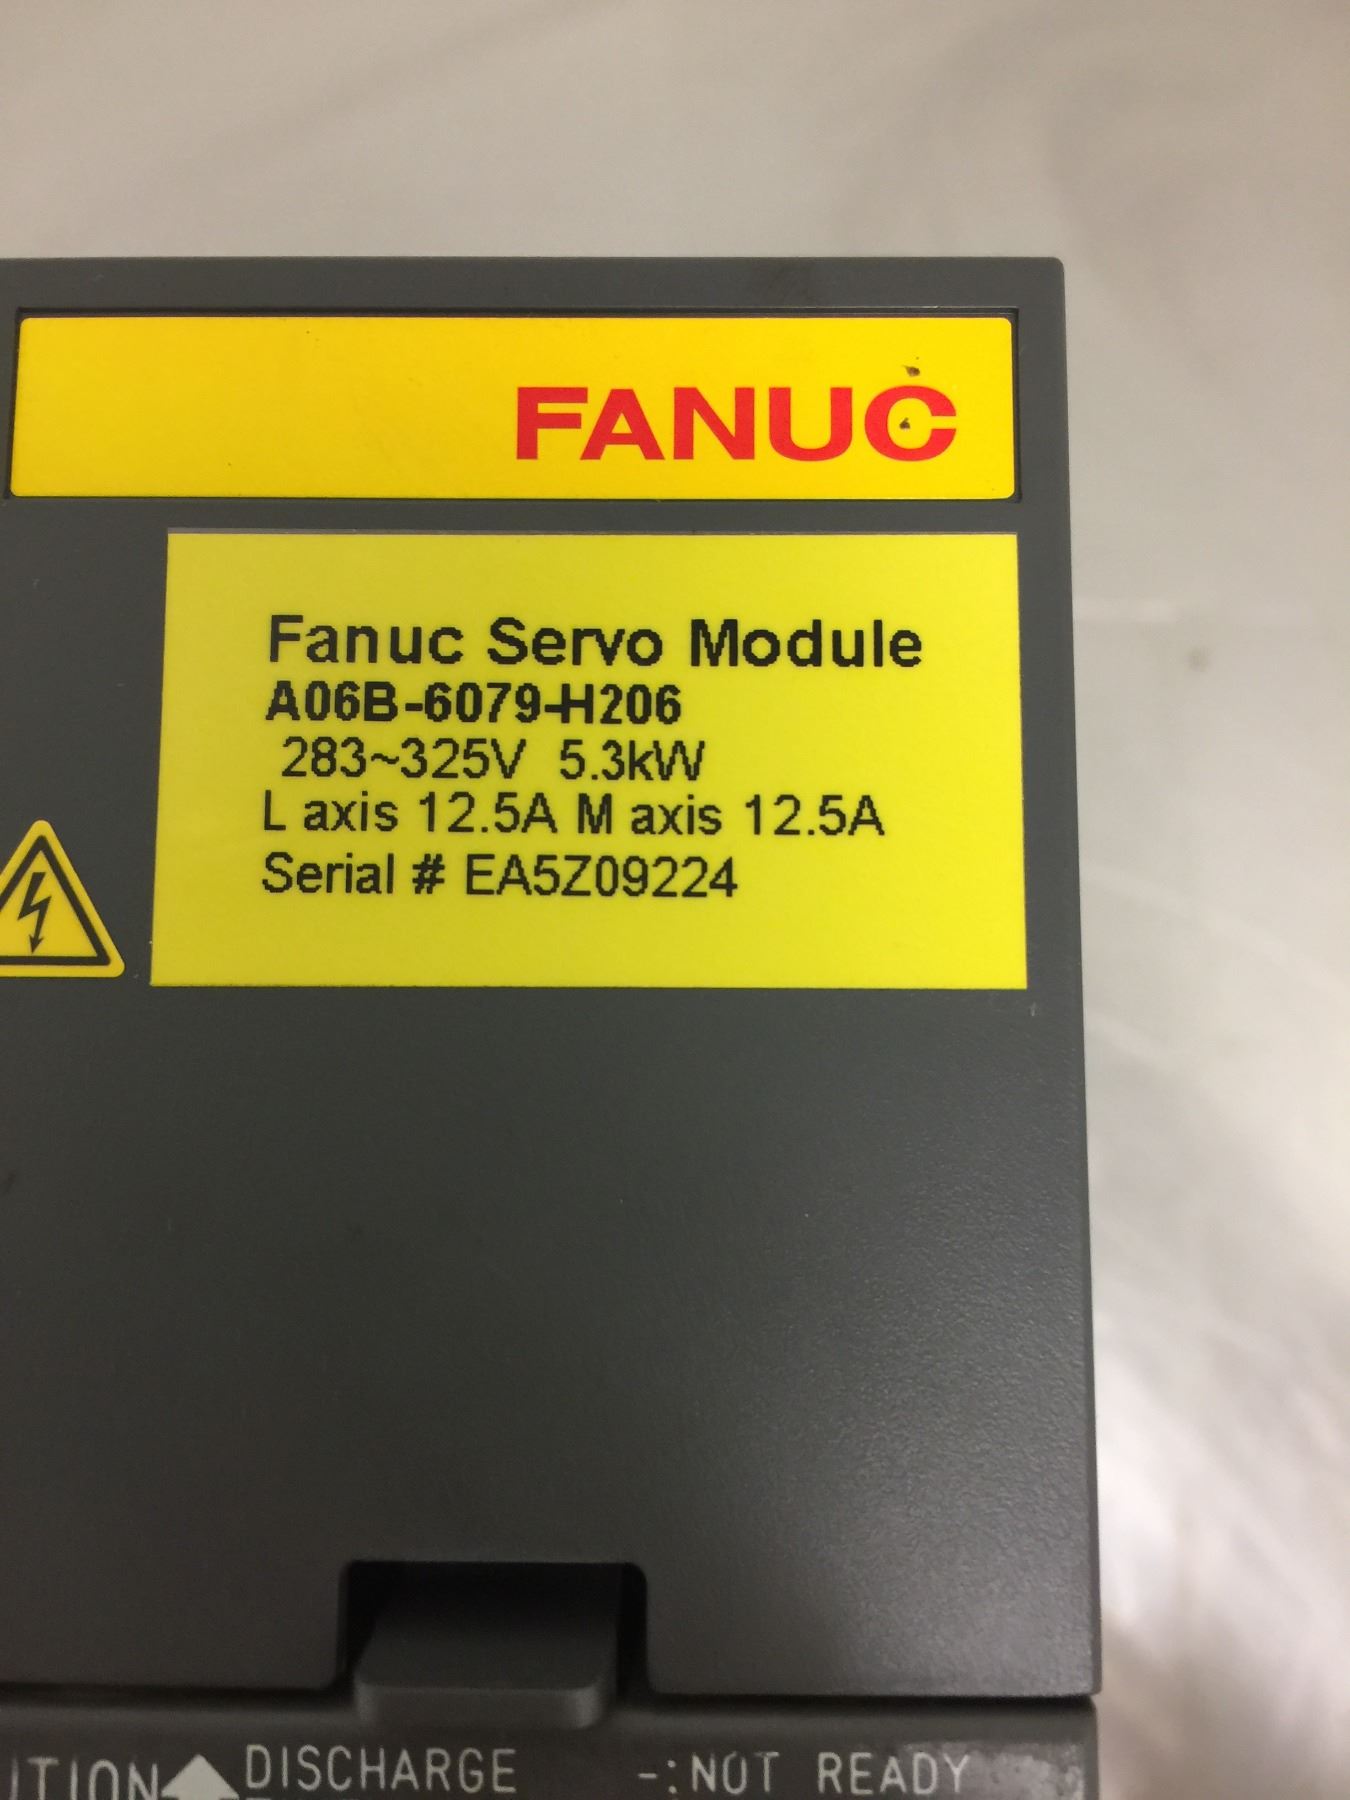 FANUC
Fanuc Servo Module
A06B-6079-H206
283~325V 5.3kW
L axis 12.5A M axis 12.5A
Serial # EA5Z09224
DISCHARGE -:NOT READY